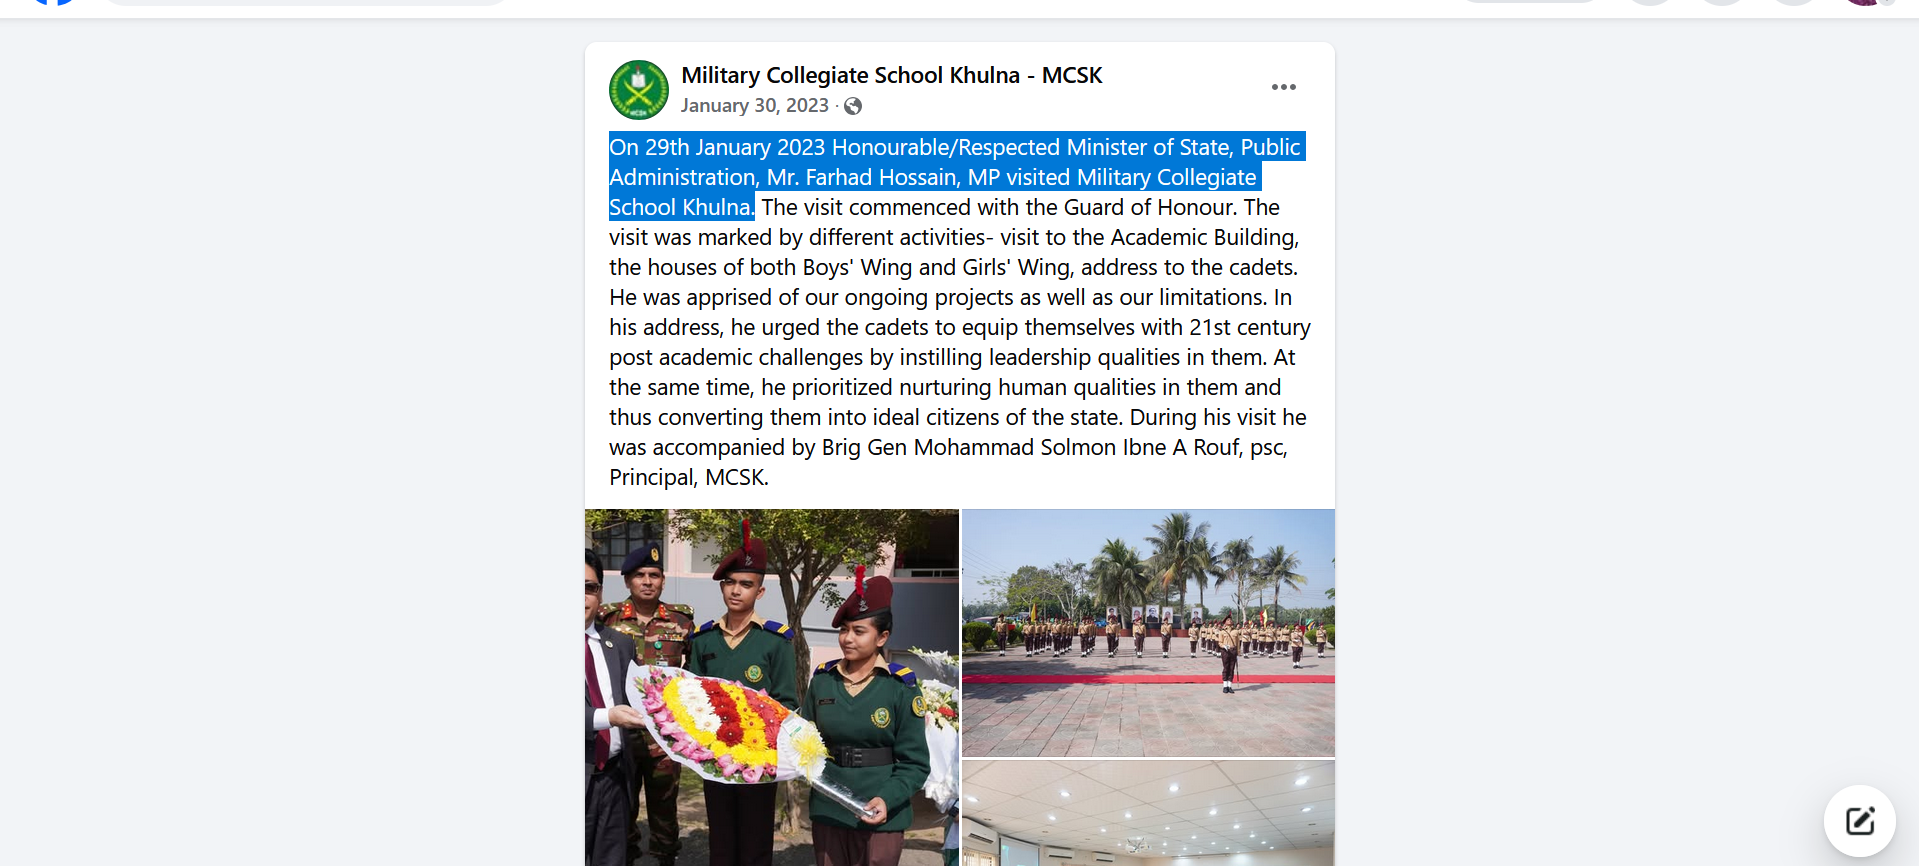 Military Collegiate School Khulna - MCSK
January 30, 2023 ·
On 29th January 2023 Honourable/Respected Minister of State, Public
Administration, Mr. Farhad Hossain, MP visited Military Collegiate
School Khulna. The visit commenced with the Guard of Honour. The
visit was marked by different activities- visit to the Academic Building,
the houses of both Boys' Wing and Girls' Wing, address to the cadets.
He was apprised of our ongoing projects as well as our limitations. In
his address, he urged the cadets to equip themselves with 21st century
post academic challenges by instilling leadership qualities in them. At
the same time, he prioritized nurturing human qualities in them and
thus converting them into ideal citizens of the state. During his visit he
was accompanied by Brig Gen Mohammad Solmon Ibne A Rouf, psc,
Principal, MCSK.